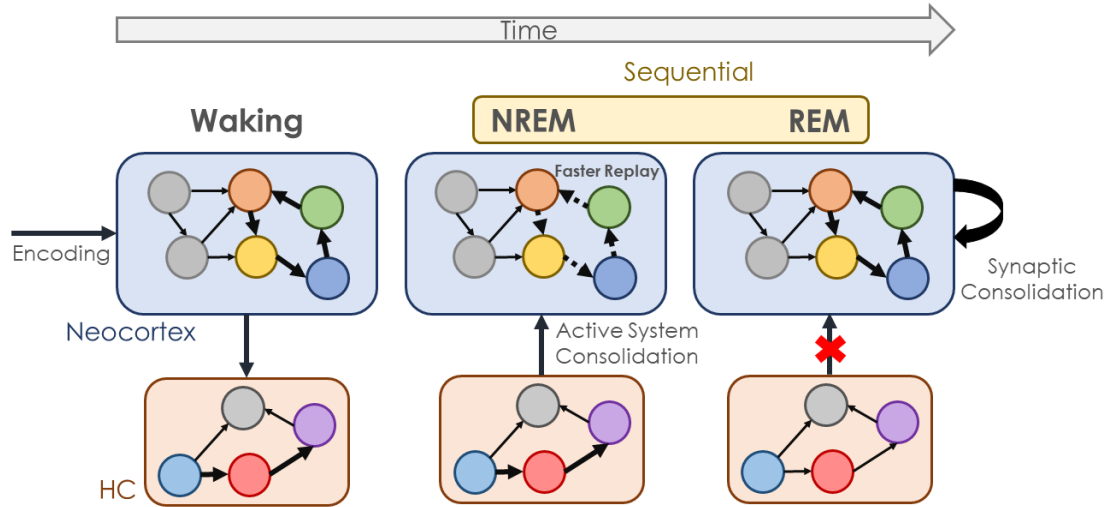 Time
Sequential
Waking
NREM
REM
Faster Replay
Encoding
Synaptic
Consolidation
Neocortex
Active System
Consolidation
HC